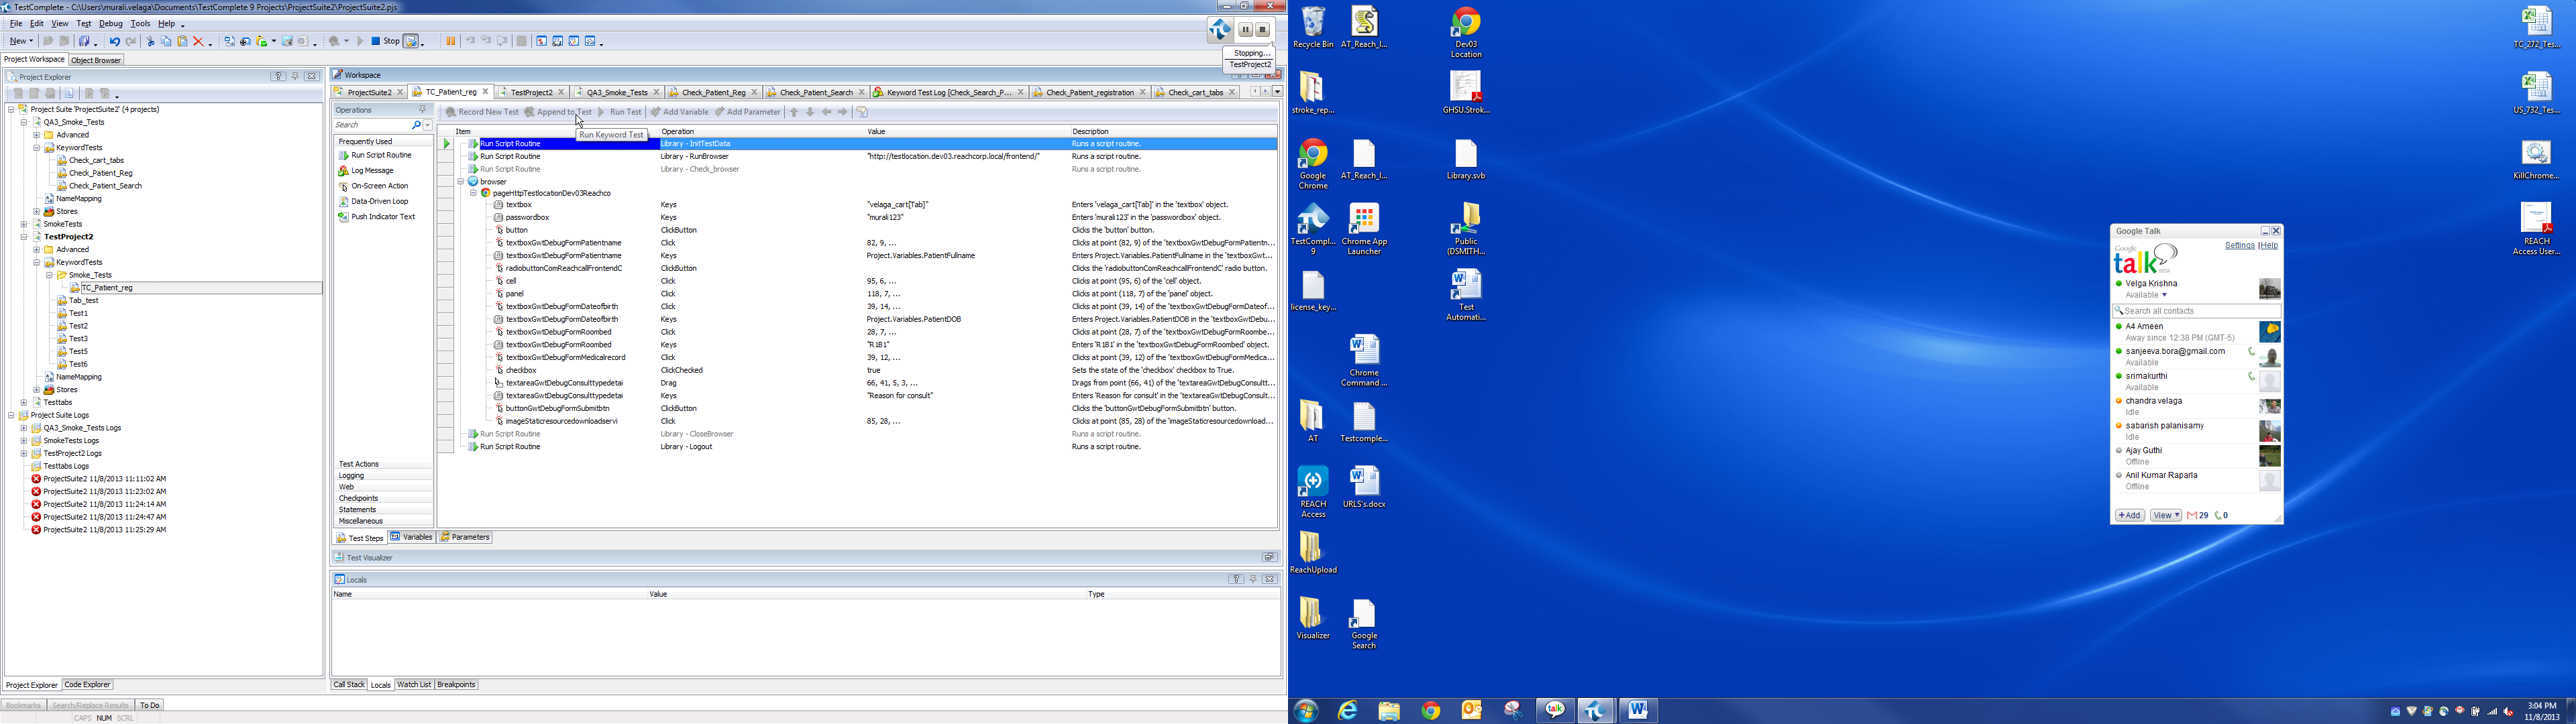 TestComplete - C:\Users\murali.velaga\Documents\TestComplete 9 Projects\ProjectSuite2\ProjectSuite2.pjs
File Edit View Test Debug Tools Help
New Stop
Stopping...
TestProject2
Project Workspace Object Browser
Project Explorer
Project Suite 'ProjectSuite2' (4 projects)
QA3_Smoke_Tests
Advanced
KeywordTests
Check_cart_tabs
Check_Patient_Reg
Check_Patient_Search
NameMapping
Stores
SmokeTests
TestProject2
Advanced
KeywordTests
Smoke_Tests
TC_Patient_reg
Tab_test
Test1
Test2
Test3
Test5
Test6
NameMapping
Stores
Testtabs
Project Suite Logs
QA3_Smoke_Tests Logs
SmokeTests Logs
TestProject2 Logs
Testtabs Logs
ProjectSuite2 11/8/2013 11:11:02 AM
ProjectSuite2 11/8/2013 11:23:02 AM
ProjectSuite2 11/8/2013 11:24:14 AM
ProjectSuite2 11/8/2013 11:24:47 AM
ProjectSuite2 11/8/2013 11:25:29 AM
Project Explorer Code Explorer
Bookmarks Search/Replace Results To Do
CAPS NUM SCRL
Workspace
ProjectSuite2 TC_Patient_reg TestProject2 QA3_Smoke_Tests Check_Patient_Reg Check_Patient_Search Keyword Test Log [Check_Search_P... Check_Patient_registration Check_cart_tabs
Operations
Search
Frequently Used
Run Script Routine
Log Message
On-Screen Action
Data-Driven Loop
Push Indicator Text
Test Actions
Logging
Web
Checkpoints
Statements
Miscellaneous
Record New Test Append to Test Run Test Add Variable Add Parameter
Run Keyword Test
Item Operation Value Description
Run Script Routine Library - InitTestData Runs a script routine.
Run Script Routine Library - RunBrowser "http://testlocation.dev03.reachcorp.local/frontend/" Runs a script routine.
Run Script Routine Library - Check_browser Runs a script routine.
browser
pageHttpTestlocationDev03Reachco
textbox Keys "velaga_cart[Tab]" Enters 'velaga_cart[Tab]' in the 'textbox' object.
passwordbox Keys "murali123" Enters 'murali123' in the 'passwordbox' object.
button ClickButton Clicks the 'button' button.
textboxGwtDebugFormPatientname Click 82, 9, ... Clicks at point (82, 9) of the 'textboxGwtDebugFormPatientn...
textboxGwtDebugFormPatientname Keys Project.Variables.PatientFullname Enters Project.Variables.PatientFullname in the 'textboxGwt...
radiobuttonComReachcallFrontendC ClickButton Clicks the 'radiobuttonComReachcallFrontendC' radio button.
cell Click 95, 6, ... Clicks at point (95, 6) of the 'cell' object.
panel Click 118, 7, ... Clicks at point (118, 7) of the 'panel' object.
textboxGwtDebugFormDateofbirth Click 39, 14, ... Clicks at point (39, 14) of the 'textboxGwtDebugFormDateof...
textboxGwtDebugFormDateofbirth Keys Project.Variables.PatientDOB Enters Project.Variables.PatientDOB in the 'textboxGwtDebu...
textboxGwtDebugFormRoombed Click 28, 7, ... Clicks at point (28, 7) of the 'textboxGwtDebugFormRoombe...
textboxGwtDebugFormRoombed Keys "R1B1" Enters 'R1B1' in the 'textboxGwtDebugFormRoombed' object.
textboxGwtDebugFormMedicalrecord Click 39, 12, ... Clicks at point (39, 12) of the 'textboxGwtDebugFormMedica...
checkbox ClickChecked true Sets the state of the 'checkbox' checkbox to True.
textareaGwtDebugConsulttypedetai Drag 66, 41, 5, 3, ... Drags from point (66, 41) of the 'textareaGwtDebugConsultt...
textareaGwtDebugConsulttypedetai Keys "Reason for consult" Enters 'Reason for consult' in the 'textareaGwtDebugConsultt...
buttonGwtDebugFormSubmitbtn ClickButton Clicks the 'buttonGwtDebugFormSubmitbtn' button.
imageStaticresourcedownloadservi Click 85, 28, ... Clicks at point (85, 28) of the 'imageStaticresourcedownload...
Run Script Routine Library - CloseBrowser Runs a script routine.
Run Script Routine Library - Logout Runs a script routine.
Test Steps Variables Parameters
Test Visualizer
Locals
Name Value Type
Call Stack Locals Watch List Breakpoints
Recycle Bin AT_Reach_I... Dev03 Location
stroke_rep... GHSU.Strok...
Google Chrome AT_Reach_I... Library.svb
TestCompl... 9 Chrome App Launcher Public (DSMITH...
license_key... Test Automati...
Chrome Command ...
AT Testcomple...
REACH Access URLS's.docx
ReachUpload
Visualizer Google Search
TC_272_Tes...
US_732_Tes...
KillChrome...
REACH Access User...
Google Talk
Settings | Help
Google talk BETA
Velga Krishna
Available
Search all contacts
A4 Ameen
Away since 12:38 PM (GMT-5)
sanjeeva.bora@gmail.com
Available
srimakurthi
Available
chandra velaga
Idle
sabarish palanisamy
Idle
Ajay Guthi
Offline
Anil Kumar Raparla
Offline
+Add View 29 0
talk
3:04 PM
11/8/2013